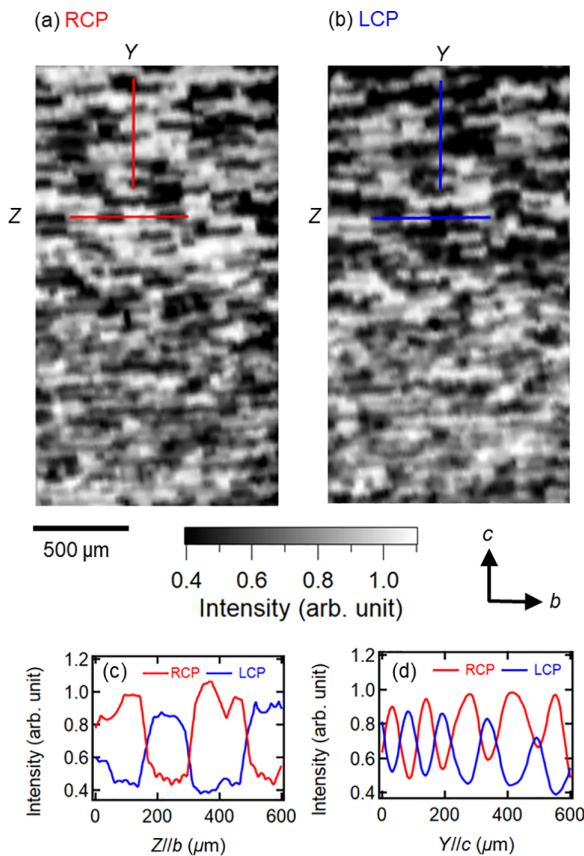 (a) RCP
(b) LCP
Y
Y
Z
Z
500 µm
0.4 0.6 0.8 1.0
Intensity (arb. unit)
c
b
(c) RCP LCP
Intensity (arb. unit)
1.2
1.0
0.8
0.6
0.4
0 200 400 600
Z//b (µm)
(d) RCP LCP
Intensity (arb. unit)
1.2
1.0
0.8
0.6
0.4
0 200 400 600
Y//c (µm)